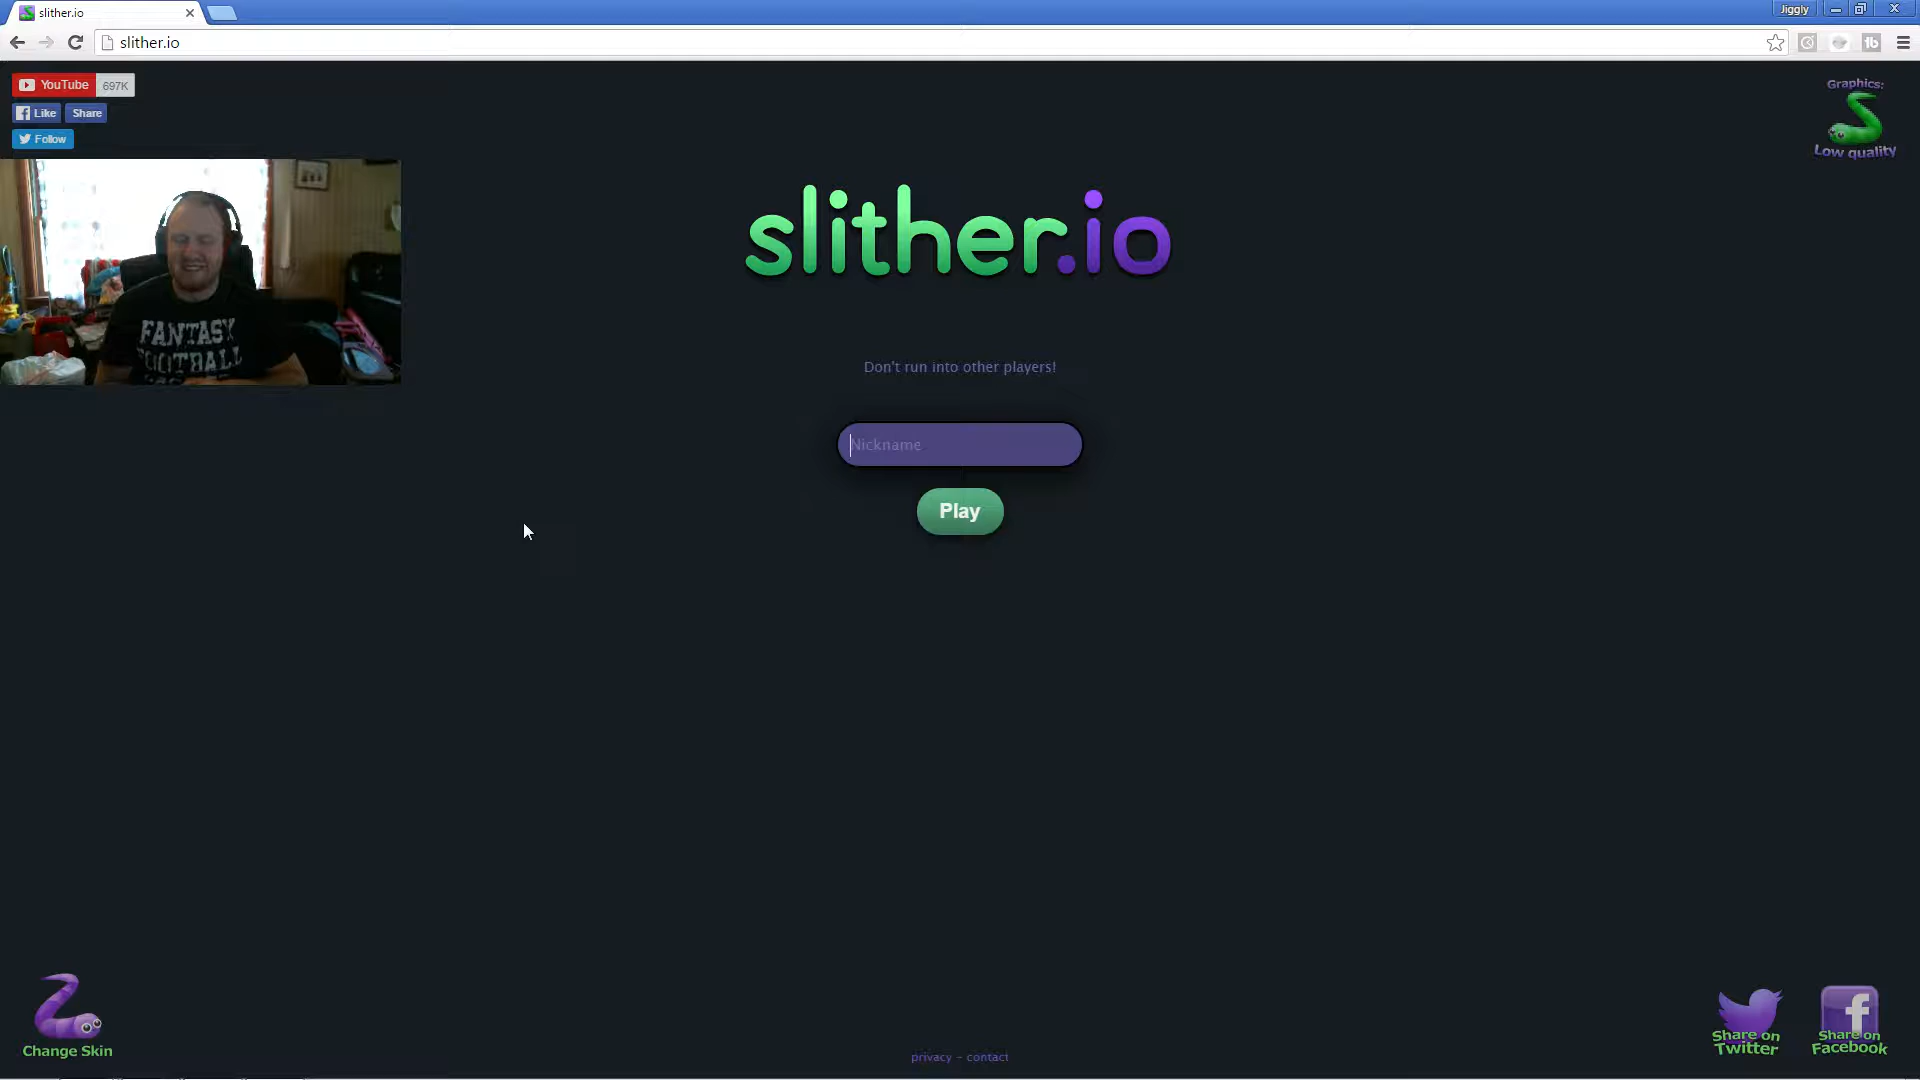 slither.io
Jiggly
slither.io
YouTube 697K
Like Share
Follow
Graphics:
Low quality
FANTASY
FOOTBALL
slither.io
Don't run into other players!
Nickname
Play
Change Skin
privacy - contact
Share on
Twitter
Share on
Facebook